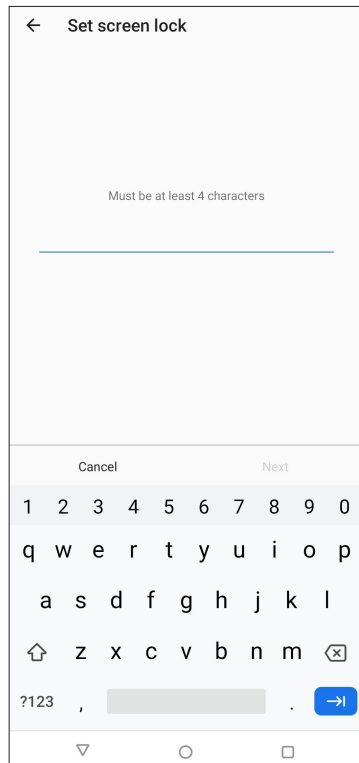 Set screen lock
Must be at least 4 characters
Cancel Next
1 2 3 4 5 6 7 8 9 0
q w e r t y u i o p
a s d f g h j k l
z x c v b n m
?123 , .